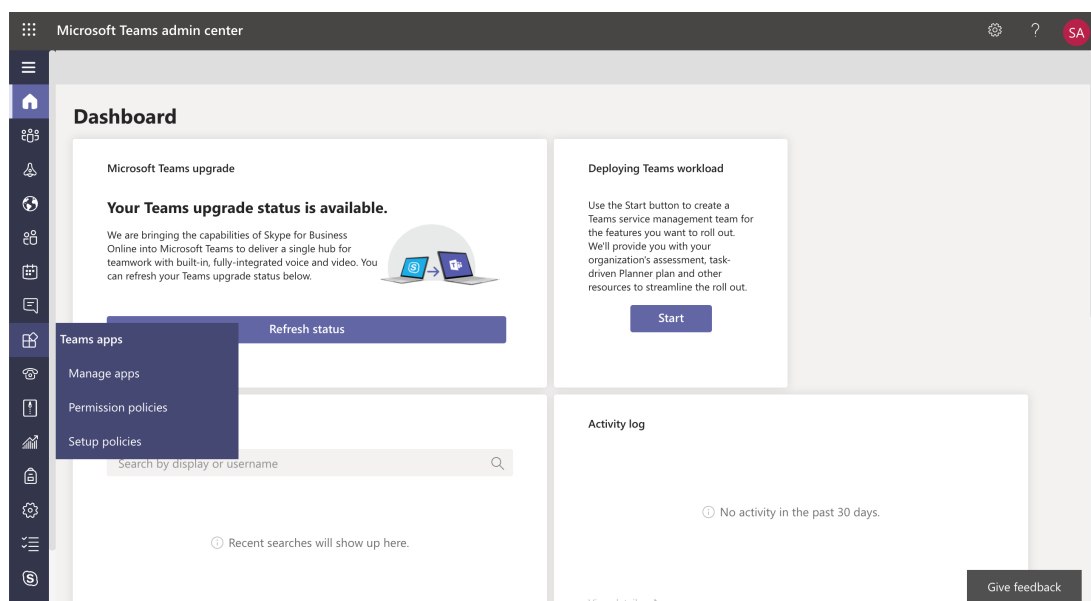 Microsoft Teams admin center
?
SA
Dashboard
Microsoft Teams upgrade
Your Teams upgrade status is available.
We are bringing the capabilities of Skype for Business
Online into Microsoft Teams to deliver a single hub for
teamwork with built-in, fully-integrated voice and video. You
can refresh your Teams upgrade status below.
Refresh status
Deploying Teams workload
Use the Start button to create a
Teams service management team for
the features you want to roll out.
We'll provide you with your
organization's assessment, task-
driven Planner plan and other
resources to streamline the roll out.
Start
Teams apps
Manage apps
Permission policies
Setup policies
Search by display or username
Recent searches will show up here.
Activity log
No activity in the past 30 days.
Give feedback